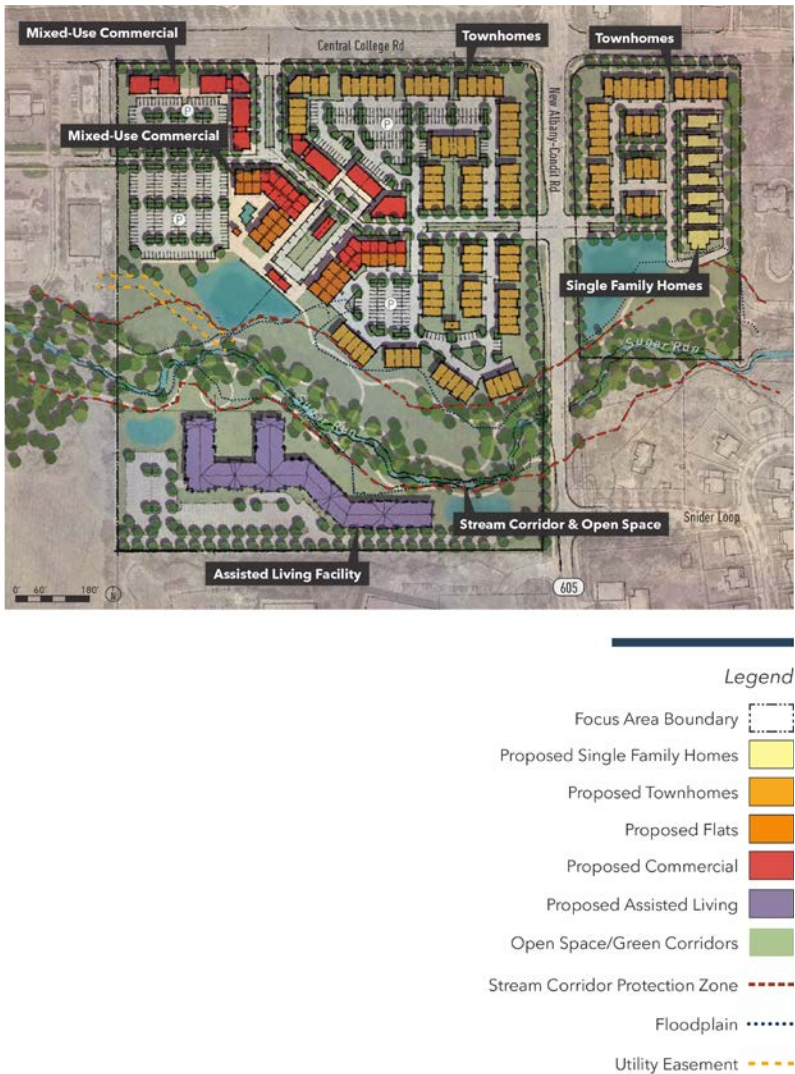 Mixed-Use Commercial
Central College Rd
Townhomes
Townhomes
P
Mixed-Use Commercial
New Albany-Condit Rd
P
Single Family Homes
P
Sugar Run
Sugar Run
Stream Corridor & Open Space
Snider Loop
Assisted Living Facility
0' 60' 180'
N
605
Legend
Focus Area Boundary
Proposed Single Family Homes
Proposed Townhomes
Proposed Flats
Proposed Commercial
Proposed Assisted Living
Open Space/Green Corridors
Stream Corridor Protection Zone
Floodplain
Utility Easement